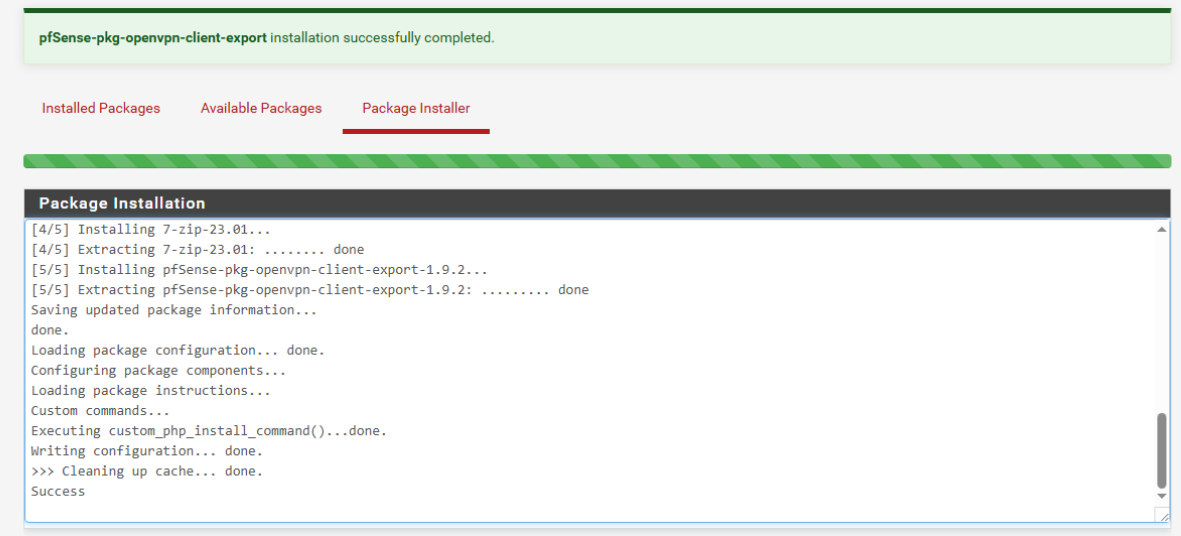 pfSense-pkg-openvpn-client-export installation successfully completed.
Installed Packages Available Packages Package Installer
Package Installation
[4/5] Installing 7-zip-23.01...
[4/5] Extracting 7-zip-23.01: ........ done
[5/5] Installing pfSense-pkg-openvpn-client-export-1.9.2...
[5/5] Extracting pfSense-pkg-openvpn-client-export-1.9.2: ......... done
Saving updated package information...
done.
Loading package configuration... done.
Configuring package components...
Loading package instructions...
Custom commands...
Executing custom_php_install_command()...done.
Writing configuration... done.
>>> Cleaning up cache... done.
Success